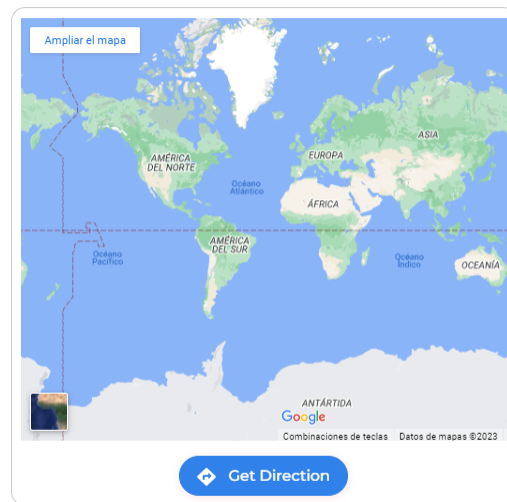 Ampliar el mapa
AMÉRICA
DEL NORTE
EUROPA
ASIA
Océano
Atlántico
ÁFRICA
AMÉRICA
DEL SUR
Océano
Pacífico
Océano
Índico
OCEANÍA
ANTÁRTIDA
Google
Combinaciones de teclas
Datos de mapas ©2023
Get Direction